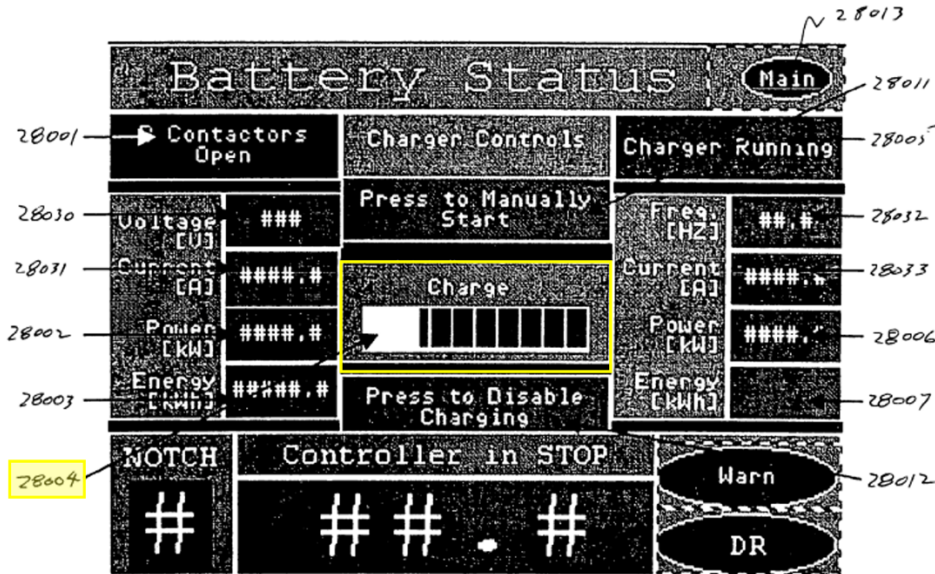 28013
Battery Status
Main
28011
28001
Contactors
Open
Charger Controls
Charger Running
28005
Press to Manually
Start
28030
Voltage
[V]
###
Freq.
[HZ]
##.#
28032
28031
Current
[A]
####.#
Charge
Current
[A]
28033
28002
Power
[kW]
####.#
Power
[kW]
28006
28003
Energy
[kWh]
Press to Disable
Charging
Energy
[kWh]
28007
28004
NOTCH
Controller in STOP
Warn
28012
#
##.#
DR